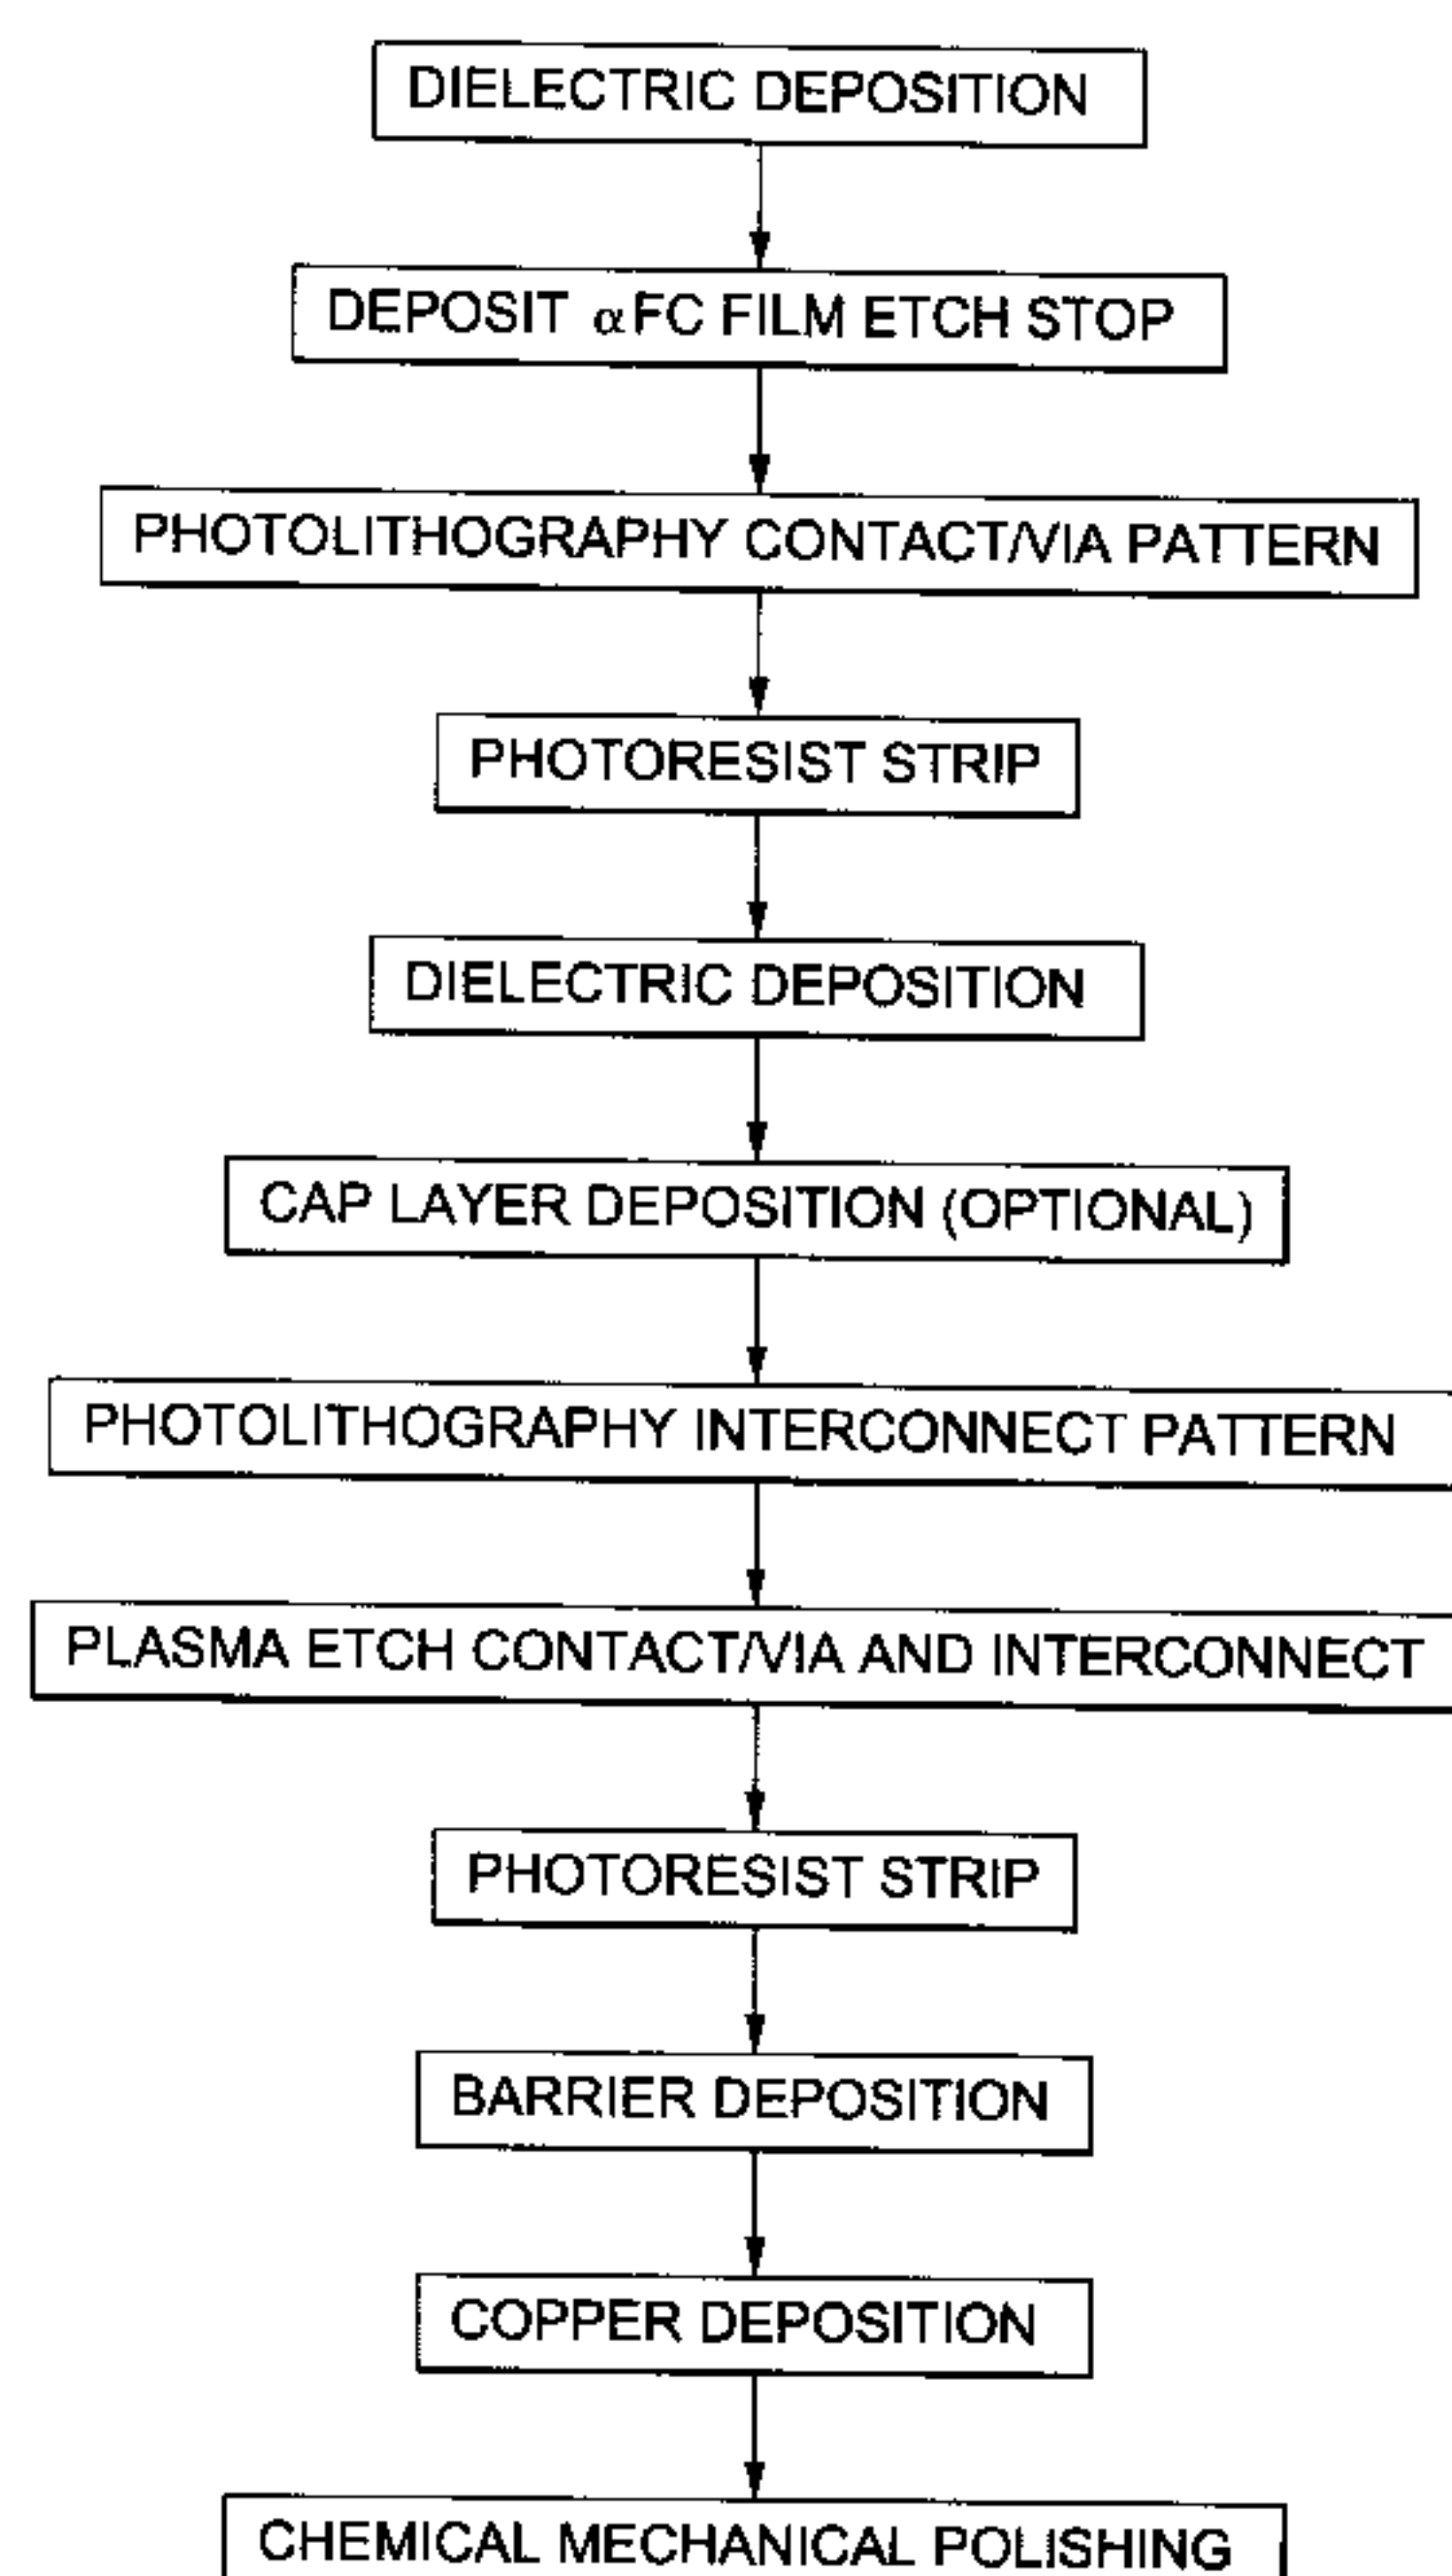 DIELECTRIC DEPOSITION
DEPOSIT αFC FILM ETCH STOP
PHOTOLITHOGRAPHY CONTACT/VIA PATTERN
PHOTORESIST STRIP
DIELECTRIC DEPOSITION
CAP LAYER DEPOSITION (OPTIONAL)
PHOTOLITHOGRAPHY INTERCONNECT PATTERN
PLASMA ETCH CONTACT/VIA AND INTERCONNECT
PHOTORESIST STRIP
BARRIER DEPOSITION
COPPER DEPOSITION
CHEMICAL MECHANICAL POLISHING